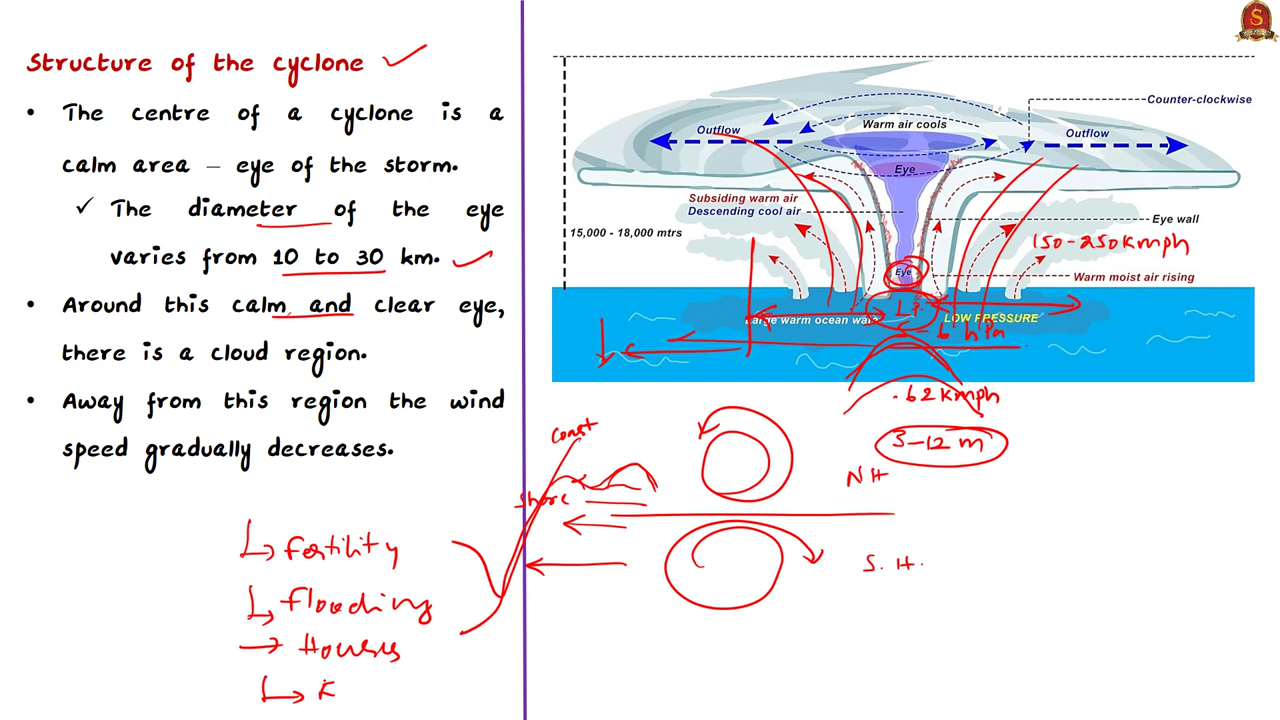 Structure of the cyclone
• The centre of a cyclone is a
calm area – eye of the storm.
✓ The diameter of the eye
varies from 10 to 30 km.
• Around this calm and clear eye,
there is a cloud region.
• Away from this region the wind
speed gradually decreases.
Fertility
Flooding
Houses
S
Counter-clockwise
Outflow
Warm air cools
Outflow
Eye
Subsiding warm air
Descending cool air
Eye wall
15,000 - 18,000 mtrs
150-250 kmph
Eye
Warm moist air rising
L.P.
Large warm ocean
LOW PRESSURE
5-6 hPa
62 kmph
3-12 m
Coast
Shore
NH
S.H.